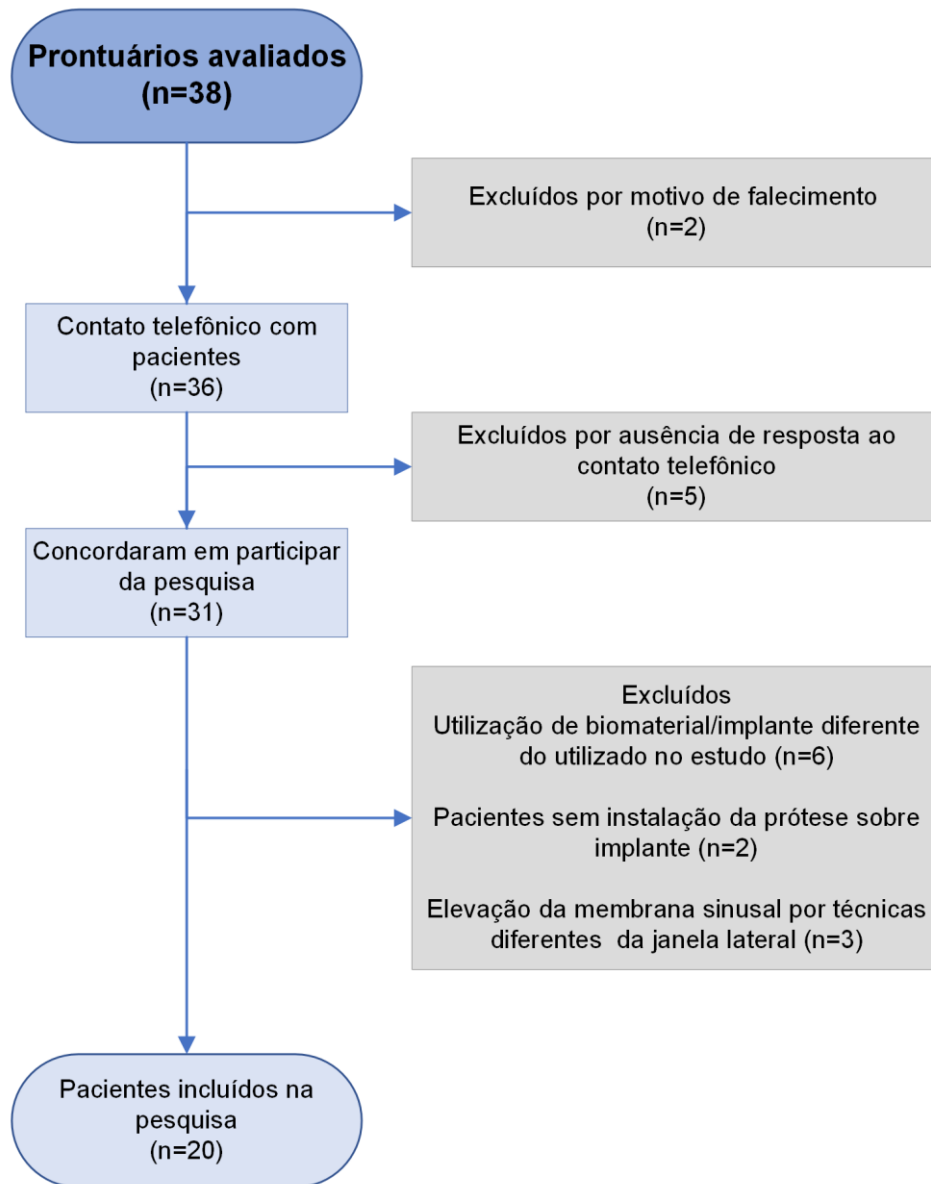 Prontuários avaliados
(n=38)
Excluídos por motivo de falecimento
(n=2)
Contato telefônico com
pacientes
(n=36)
Excluídos por ausência de resposta ao
contato telefônico
(n=5)
Concordaram em participar
da pesquisa
(n=31)
Excluídos
Utilização de biomaterial/implante diferente
do utilizado no estudo (n=6)
Pacientes sem instalação da prótese sobre
implante (n=2)
Elevação da membrana sinusal por técnicas
diferentes da janela lateral (n=3)
Pacientes incluídos na
pesquisa
(n=20)